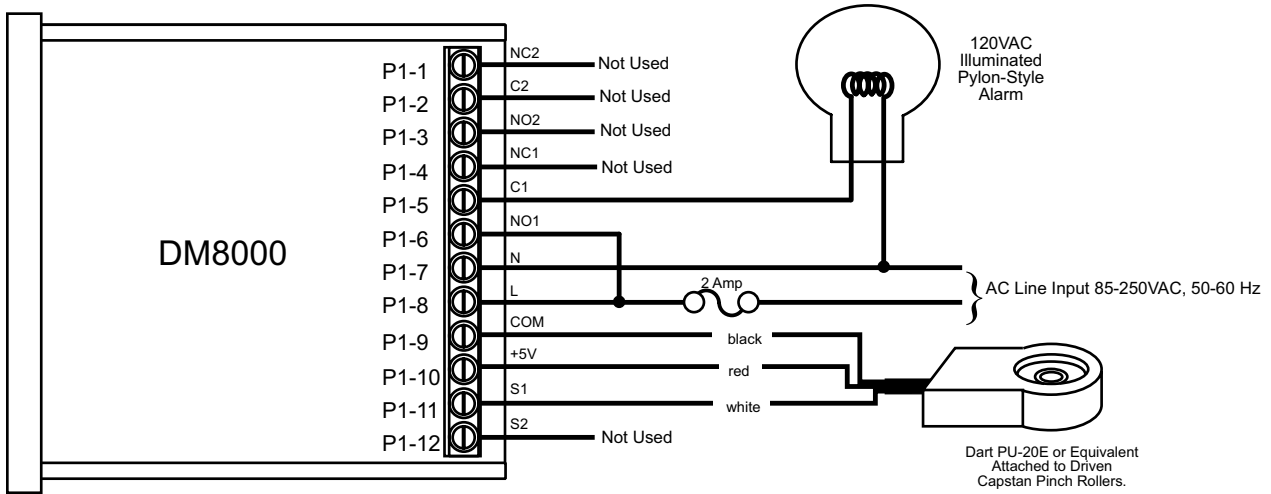 120VAC
Illuminated
Pylon-Style
Alarm
DM8000
P1-1 NC2 Not Used
P1-2 C2 Not Used
P1-3 NO2 Not Used
P1-4 NC1 Not Used
P1-5 C1
P1-6 NO1
P1-7 N
P1-8 L 2 Amp
AC Line Input 85-250VAC, 50-60 Hz
P1-9 COM black
P1-10 +5V red
P1-11 S1 white
P1-12 S2 Not Used
Dart PU-20E or Equivalent
Attached to Driven
Capstan Pinch Rollers.